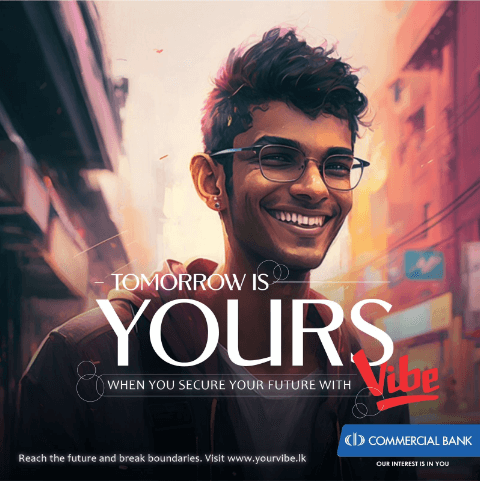 TOMORROW IS
YOURS
WHEN YOU SECURE YOUR FUTURE WITH Vibe
COMMERCIAL BANK
OUR INTEREST IS IN YOU
Reach the future and break boundaries. Visit www.yourvibe.lk